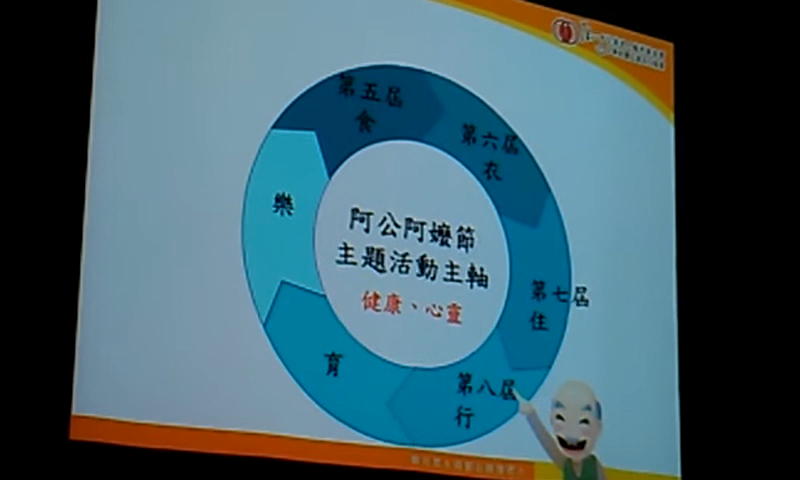 第五屆
食
第六屆
衣
第七屆
住
第八屆
行
育
樂
阿公阿嬤節
主題活動主軸
健康、心靈